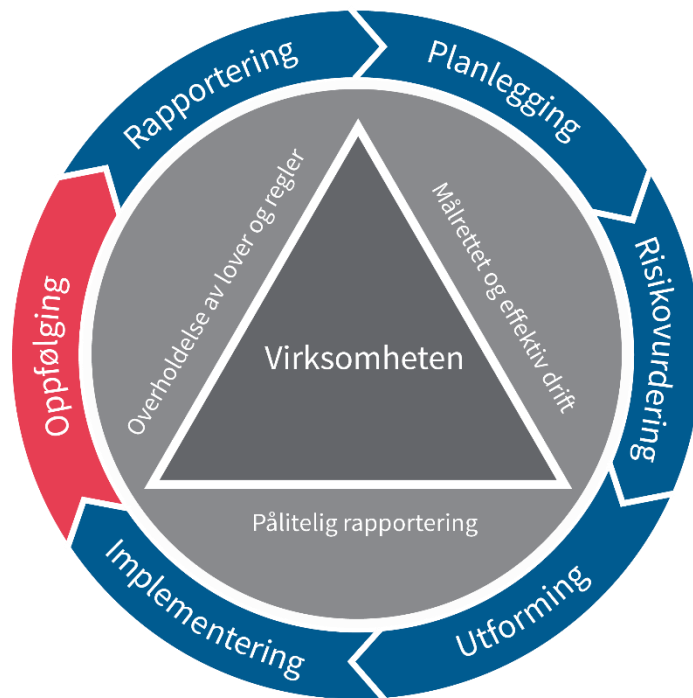 Rapportering
Planlegging
Risikovurdering
Utforming
Implementering
Oppfølging
Overholdelse av lover og regler
Målrettet og effektiv drift
Virksomheten
Pålitelig rapportering